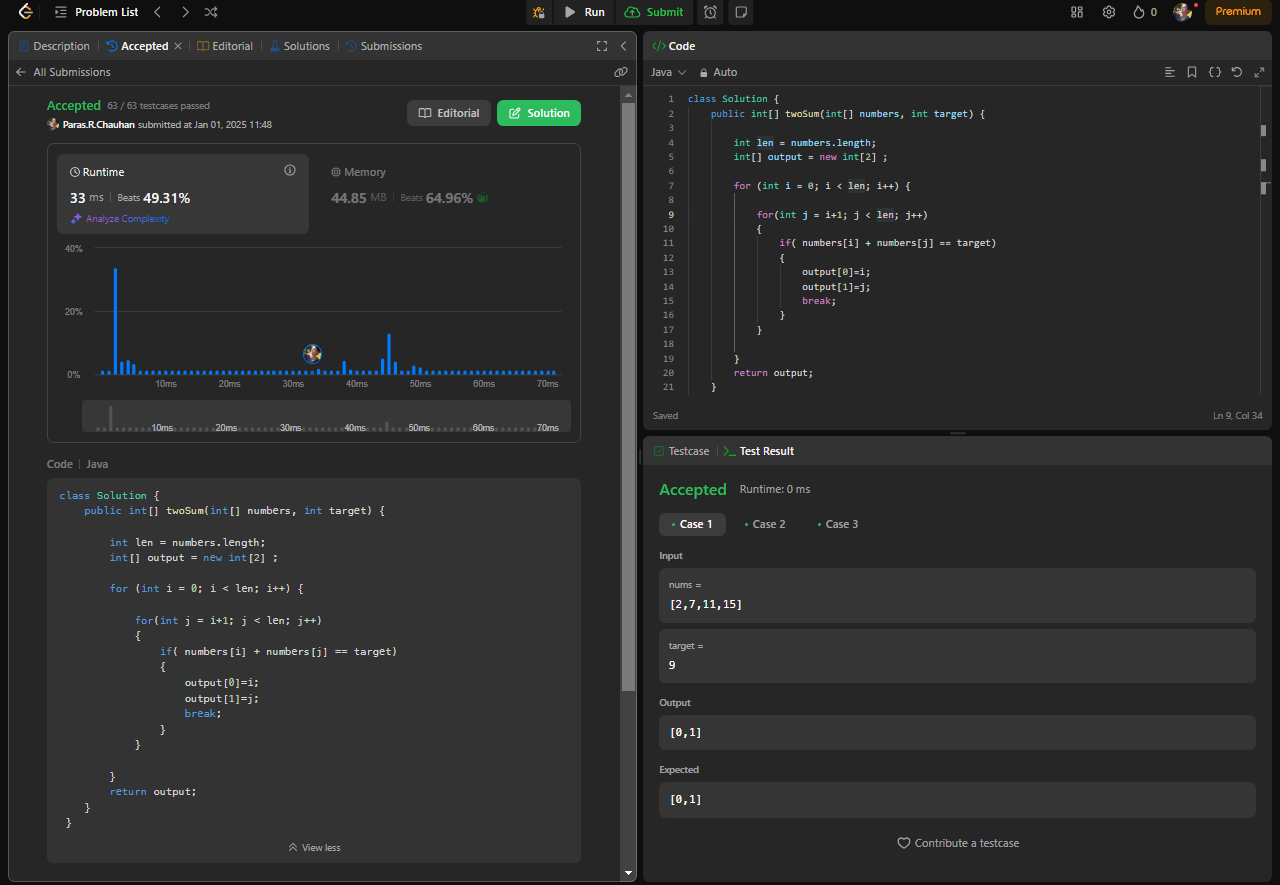 Problem List
Run
Submit
0
Premium
Description
Accepted
Editorial
Solutions
Submissions
All Submissions
Accepted 63 / 63 testcases passed
Paras.R.Chauhan submitted at Jan 01, 2025 11:48
Editorial
Solution
Runtime
33 ms | Beats 49.31%
Analyze Complexity
Memory
44.85 MB | Beats 64.96%
40%
20%
0%
10ms 20ms 30ms 40ms 50ms 60ms 70ms
10ms 20ms 30ms 40ms 50ms 60ms 70ms
Code | Java
class Solution {
    public int[] twoSum(int[] numbers, int target) {
        int len = numbers.length;
        int[] output = new int[2] ;
        for (int i = 0; i < len; i++) {
            for(int j = i+1; j < len; j++)
            {
                if( numbers[i] + numbers[j] == target)
                {
                    output[0]=i;
                    output[1]=j;
                    break;
                }
            }
        }
        return output;
    }
}
View less
</> Code
Java
Auto
1 class Solution {
2     public int[] twoSum(int[] numbers, int target) {
3
4         int len = numbers.length;
5         int[] output = new int[2] ;
6
7         for (int i = 0; i < len; i++) {
8
9             for(int j = i+1; j < len; j++)
10             {
11                 if( numbers[i] + numbers[j] == target)
12                 {
13                     output[0]=i;
14                     output[1]=j;
15                     break;
16                 }
17             }
18
19         }
20         return output;
21     }
Saved
Ln 9, Col 34
Testcase
Test Result
Accepted Runtime: 0 ms
Case 1
Case 2
Case 3
Input
nums =
[2,7,11,15]
target =
9
Output
[0,1]
Expected
[0,1]
Contribute a testcase